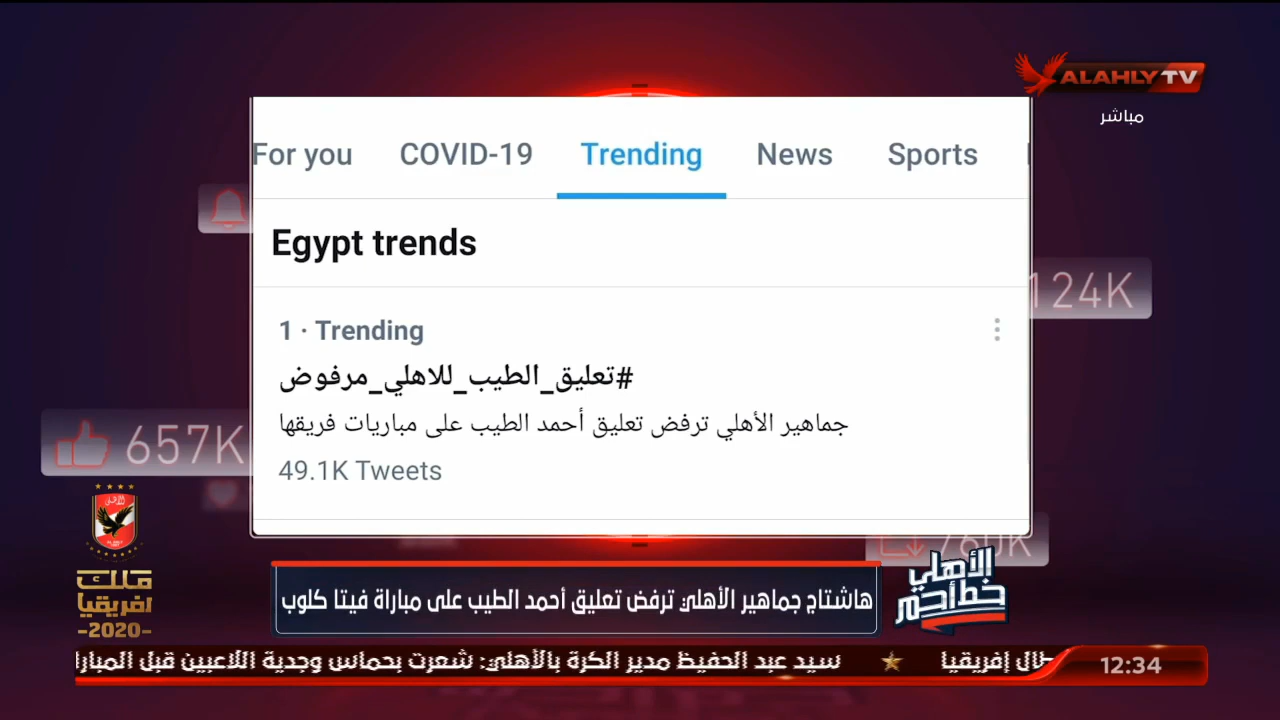 ALAHLY TV
مباشر
For you COVID-19 Trending News Sports
Egypt trends
1 · Trending
#تعليق_الطيب_للاهلي_مرفوض
جماهير الأهلي ترفض تعليق أحمد الطيب على مباريات فريقها
49.1K Tweets
124K
657K
760K
ملك
افريقيا
-2020-
الأهلي
خط أحمر
هاشتاج جماهير الأهلي ترفض تعليق أحمد الطيب على مباراة فيتا كلوب
إفريقيا ★ سيد عبد الحفيظ مدير الكرة بالأهلي: شعرت بحماس وجدية اللاعبين قبل
12:34